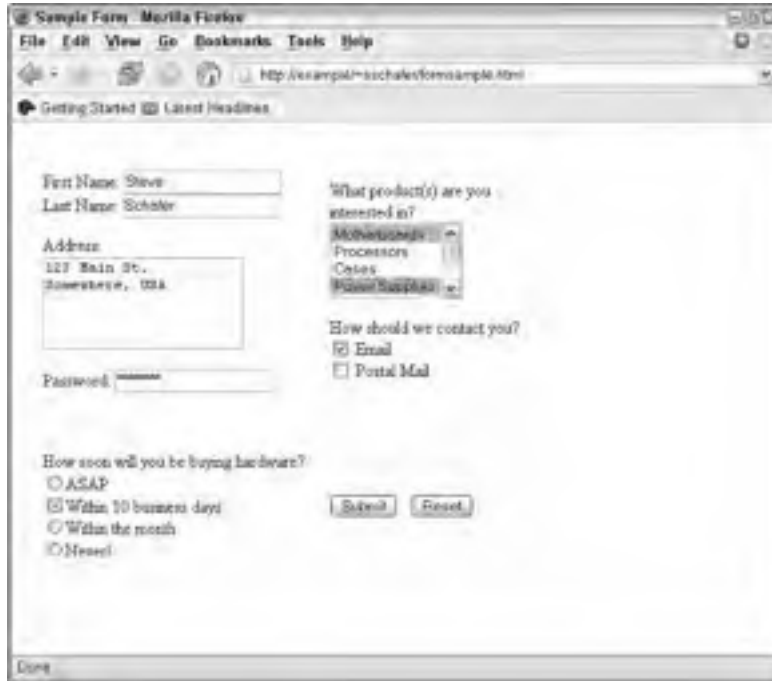 Sample Form - Mozilla Firefox
File Edit View Go Bookmarks Tools Help
Getting Started Latest Headlines
First Name: Steve
Last Name: Schafer
Address:
123 Main St.
Somewhere, USA
Password:
How soon will you be buying hardware?
ASAP
Within 10 business days
Within the month
Never!
What product(s) are you
interested in?
Motherboards
Processors
Cases
Power Supplies
How should we contact you?
Email
Postal Mail
Submit Reset
Done